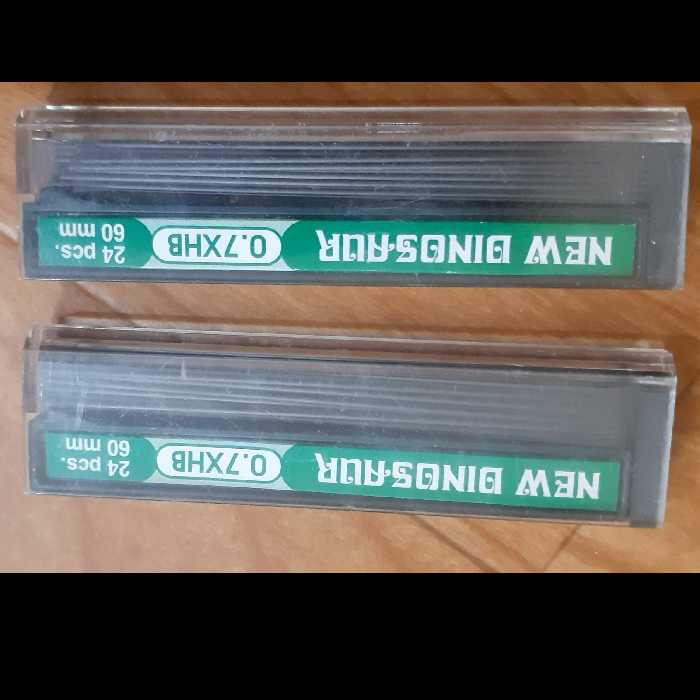 NEW DINOSAUR 0.7XHB 24 pcs.
60 mm
NEW DINOSAUR 0.7XHB 24 pcs.
60 mm